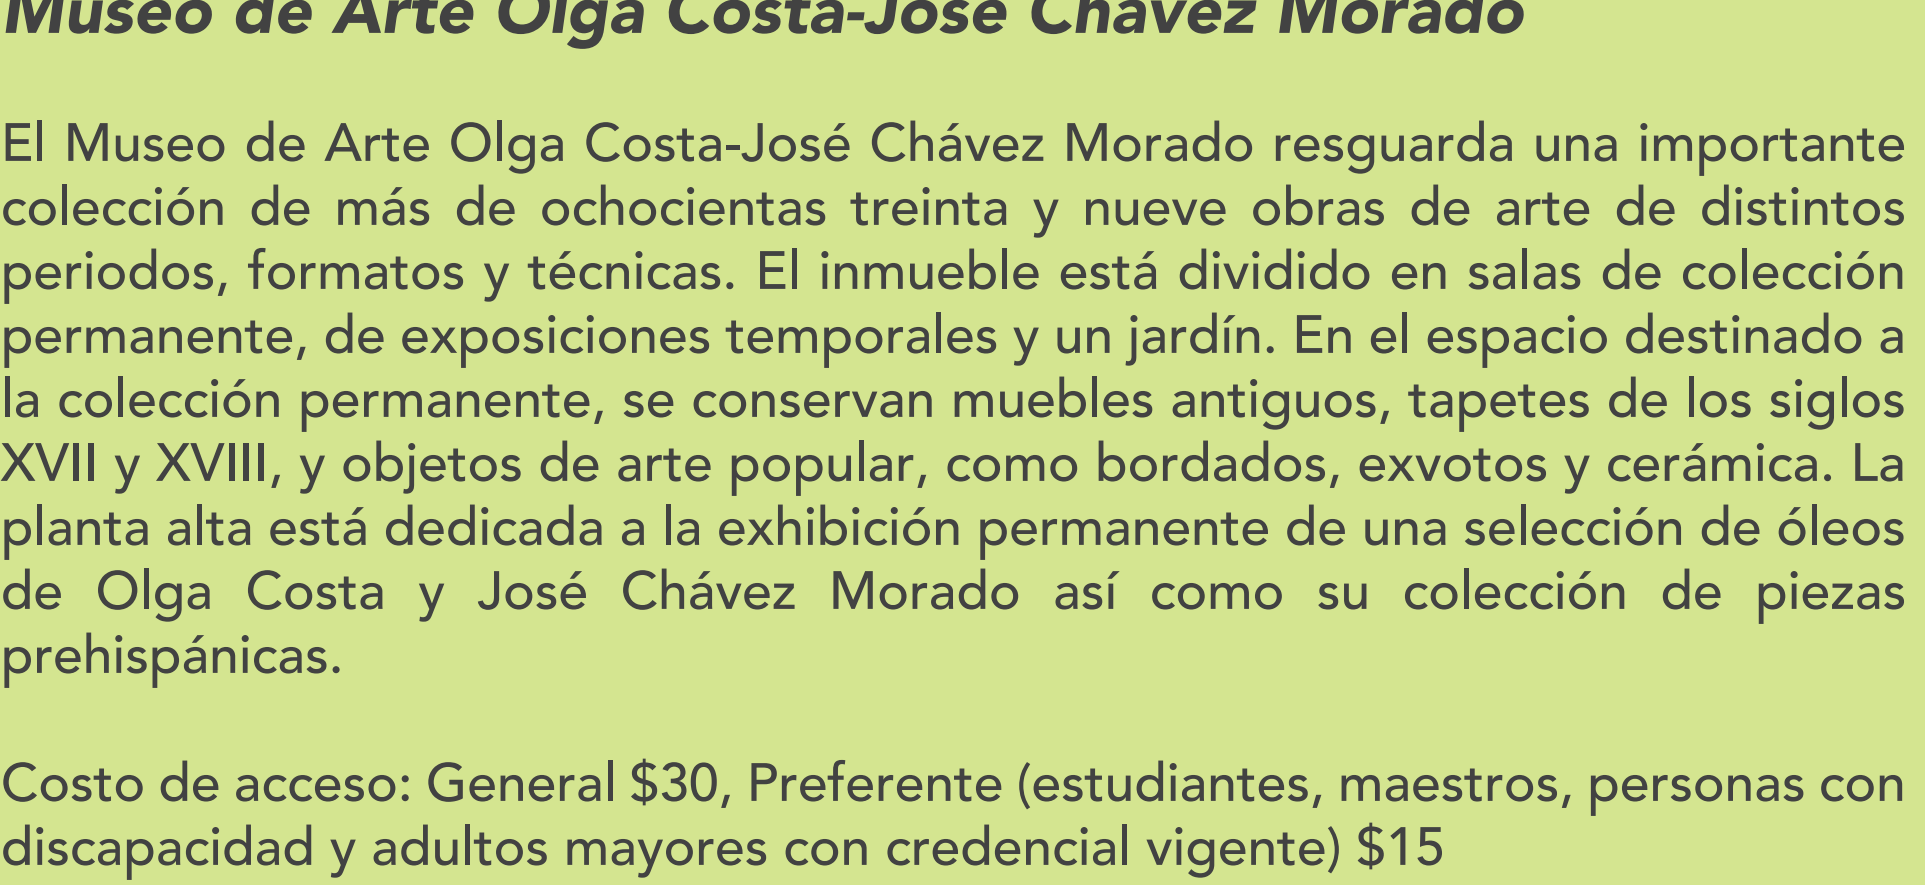 Museo de Arte Olga Costa-José Chávez Morado
El Museo de Arte Olga Costa-José Chávez Morado resguarda una importante
colección de más de ochocientas treinta y nueve obras de arte de distintos
periodos, formatos y técnicas. El inmueble está dividido en salas de colección
permanente, de exposiciones temporales y un jardín. En el espacio destinado a
la colección permanente, se conservan muebles antiguos, tapetes de los siglos
XVII y XVIII, y objetos de arte popular, como bordados, exvotos y cerámica. La
planta alta está dedicada a la exhibición permanente de una selección de óleos
de Olga Costa y José Chávez Morado así como su colección de piezas
prehispánicas.
Costo de acceso: General $30, Preferente (estudiantes, maestros, personas con
discapacidad y adultos mayores con credencial vigente) $15